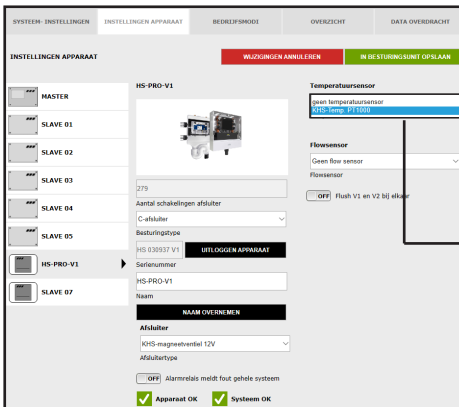 SYSTEEM- INSTELLINGEN
INSTELLINGEN APPARAAT
BEDRIJFSMODI
OVERZICHT
DATA OVERDRACHT
INSTELLINGEN APPARAAT
WIJZIGINGEN ANNULEREN
IN BESTURINGSUNIT OPSLAAN
MASTER
SLAVE 01
SLAVE 02
SLAVE 03
SLAVE 04
SLAVE 05
HS-PRO-V1
SLAVE 07
HS-PRO-V1
279
Aantal schakelingen afsluiter
C-afsluiter
Besturingstype
HS 030937 V1
UITLOGGEN APPARAAT
Serienummer
HS-PRO-V1
Naam
NAAM OVERNEMEN
Afsluiter
KHS-magneetventiel 12V
Afsluitertype
OFF Alarmrelais meldt fout gehele systeem
Apparaat OK
Systeem OK
Temperatuursensor
geen temperatuursensor
KHS-Temp. PT1000
Flowsensor
Geen flow sensor
Flowsensor
OFF Flush V1 en V2 bij elkaar